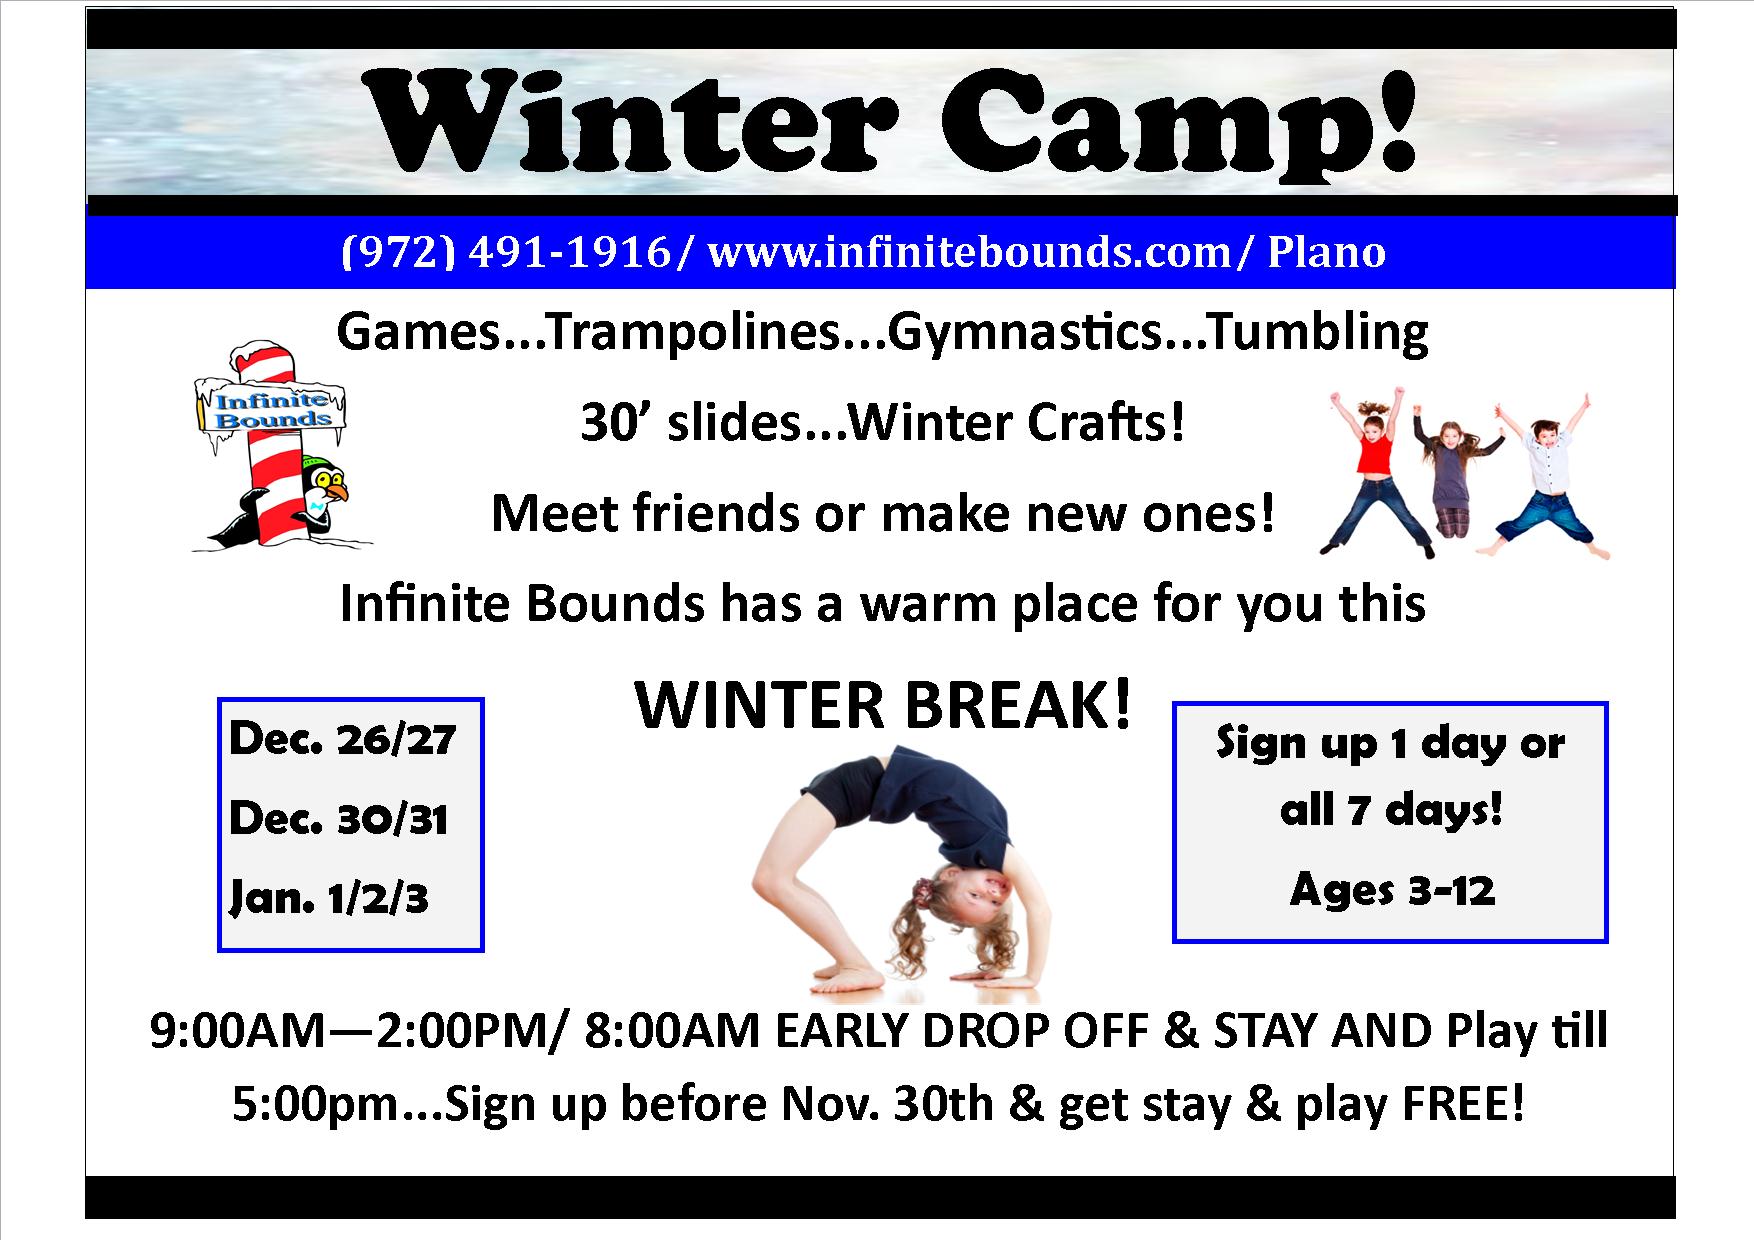 Winter Camp!
(972) 491-1916/ www.infinitebounds.com/ Plano
Games...Trampolines...Gymnastics...Tumbling
Infinite
Bounds
30’ slides...Winter Crafts!
Meet friends or make new ones!
Infinite Bounds has a warm place for you this
WINTER BREAK!
Dec. 26/27
Dec. 30/31
Jan. 1/2/3
Sign up 1 day or
all 7 days!
Ages 3-12
9:00AM—2:00PM/ 8:00AM EARLY DROP OFF & STAY AND Play till
5:00pm...Sign up before Nov. 30th & get stay & play FREE!